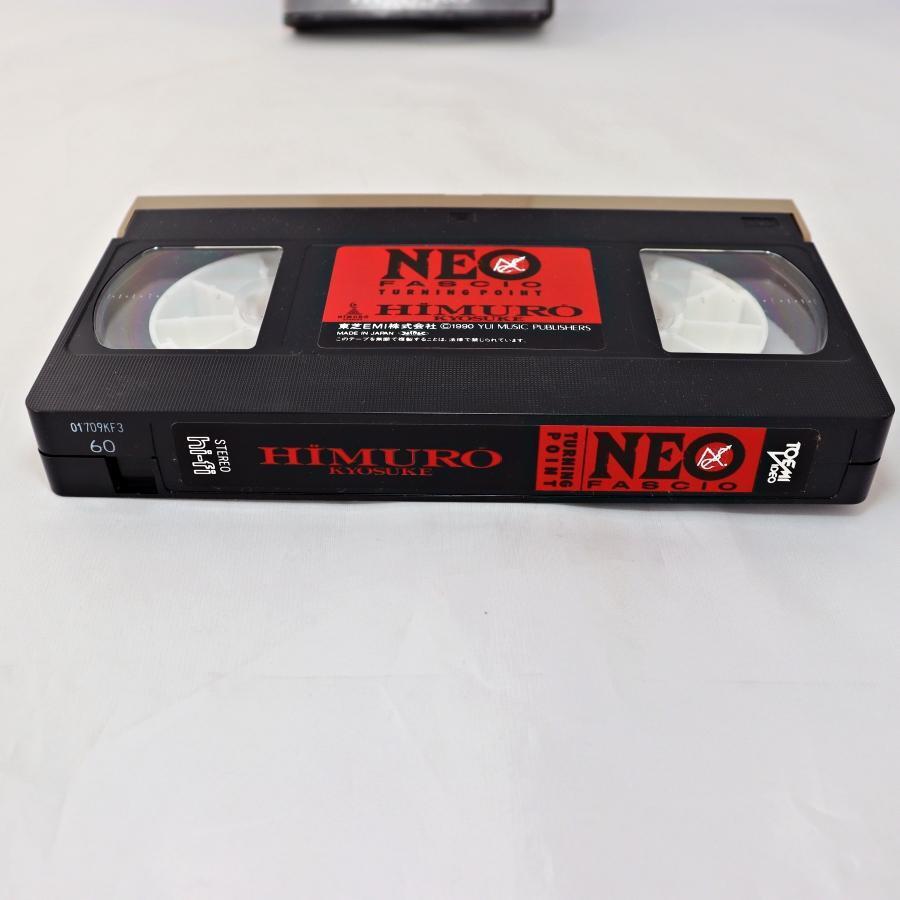 NEO
FASCIO
TURNING POINT
HIMURO
KYOSUKE
東芝EMI株式会社 ©1990 YUI MUSIC PUBLISHERS
MADE IN JAPAN
このテープを無断で複製することは、法律で禁じられています。
01709KF3
60
STEREO
hi-fi
HIMURO
KYOSUKE
TURNING
POINT
NEO
FASCIO
TOEMI
VIDEO